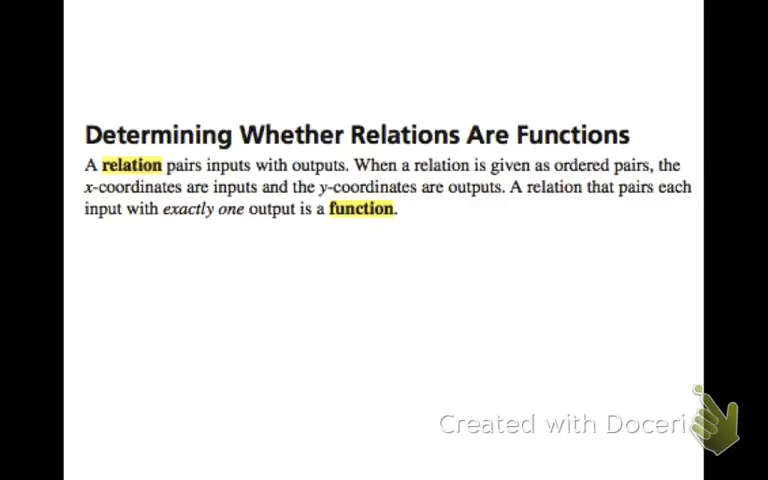 Determining Whether Relations Are Functions
A relation pairs inputs with outputs. When a relation is given as ordered pairs, the
x-coordinates are inputs and the y-coordinates are outputs. A relation that pairs each
input with exactly one output is a function.
Created with Doceri